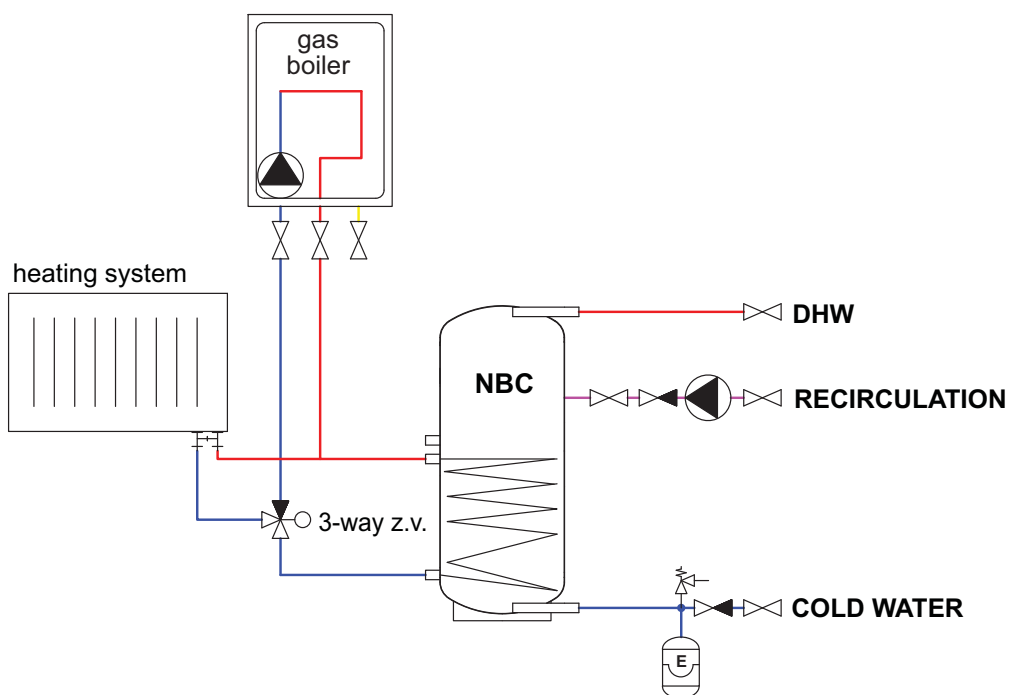 gas
boiler
heating system
DHW
NBC
RECIRCULATION
3-way z.v.
COLD WATER
E